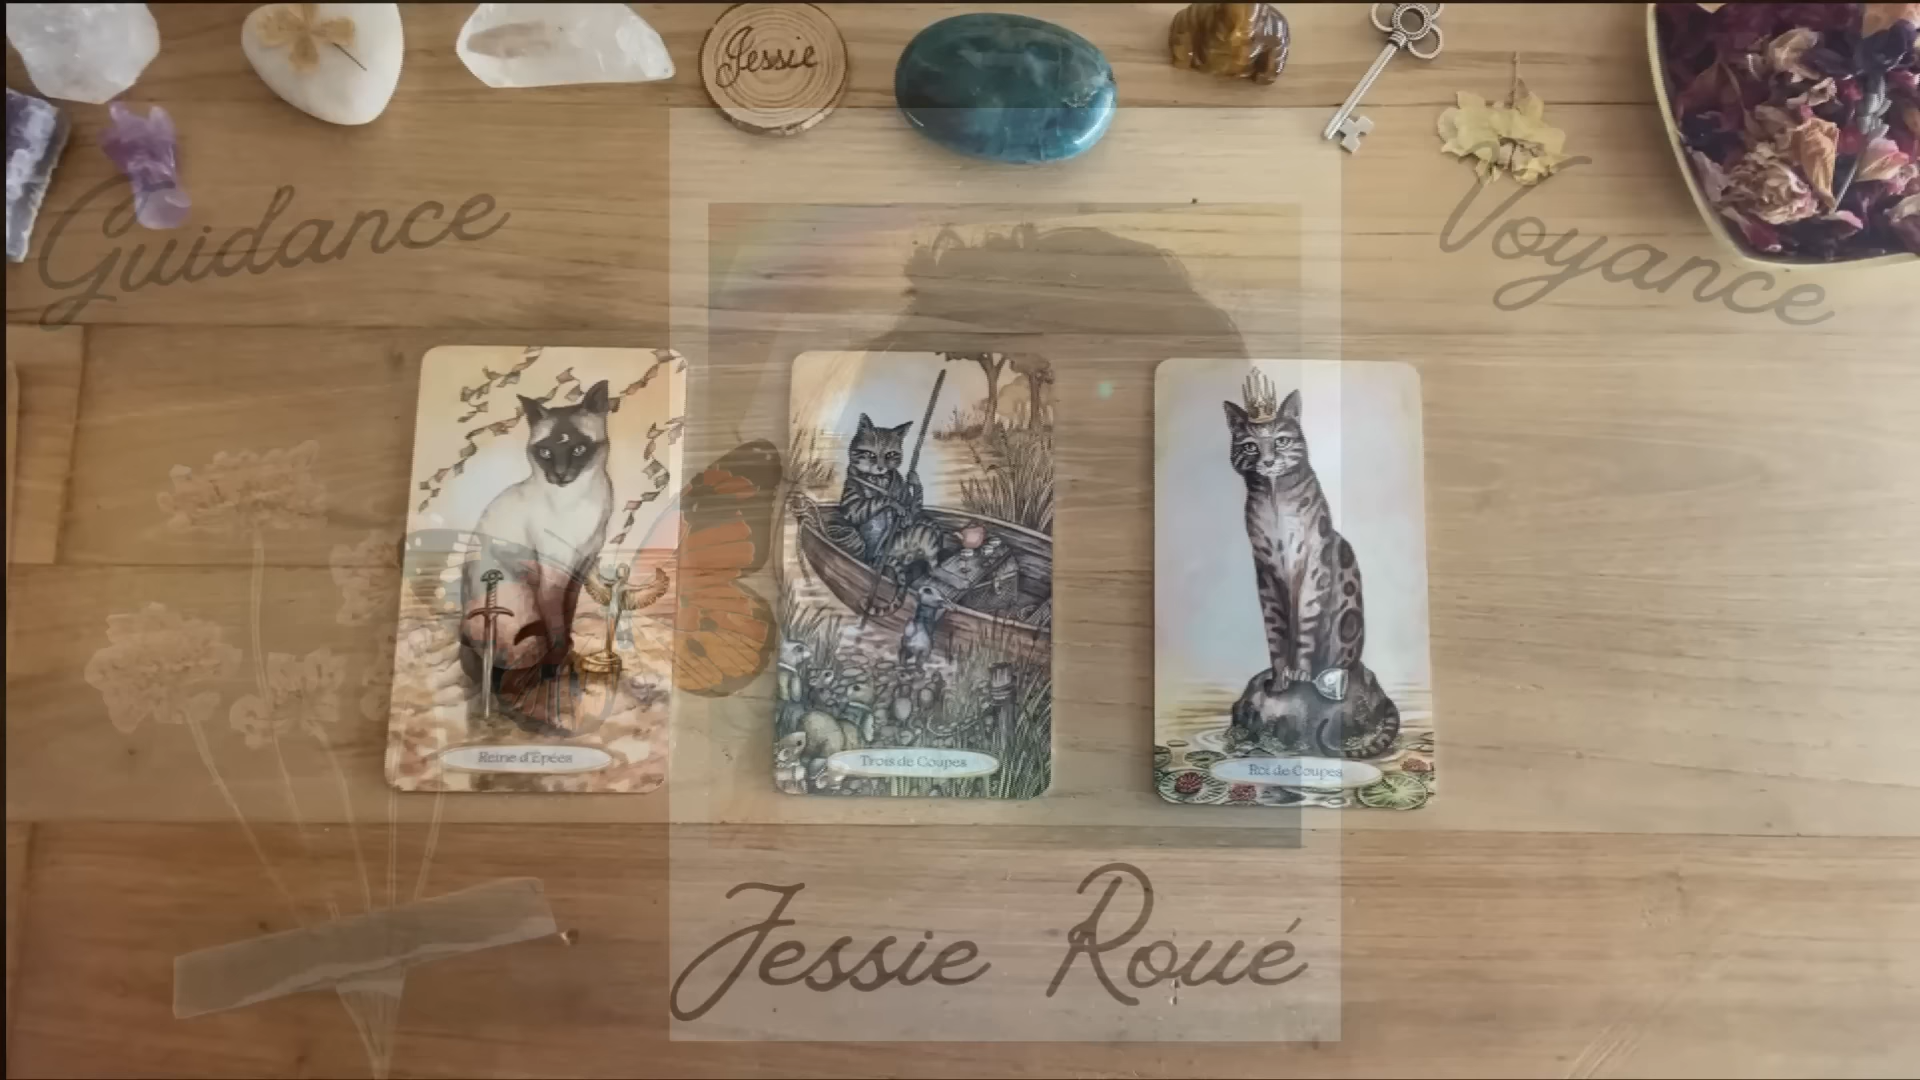 Jessie
Guidance
Voyance
Reine d'Epées
Trois de Coupes
Roi de Coupes
Jessie Roué